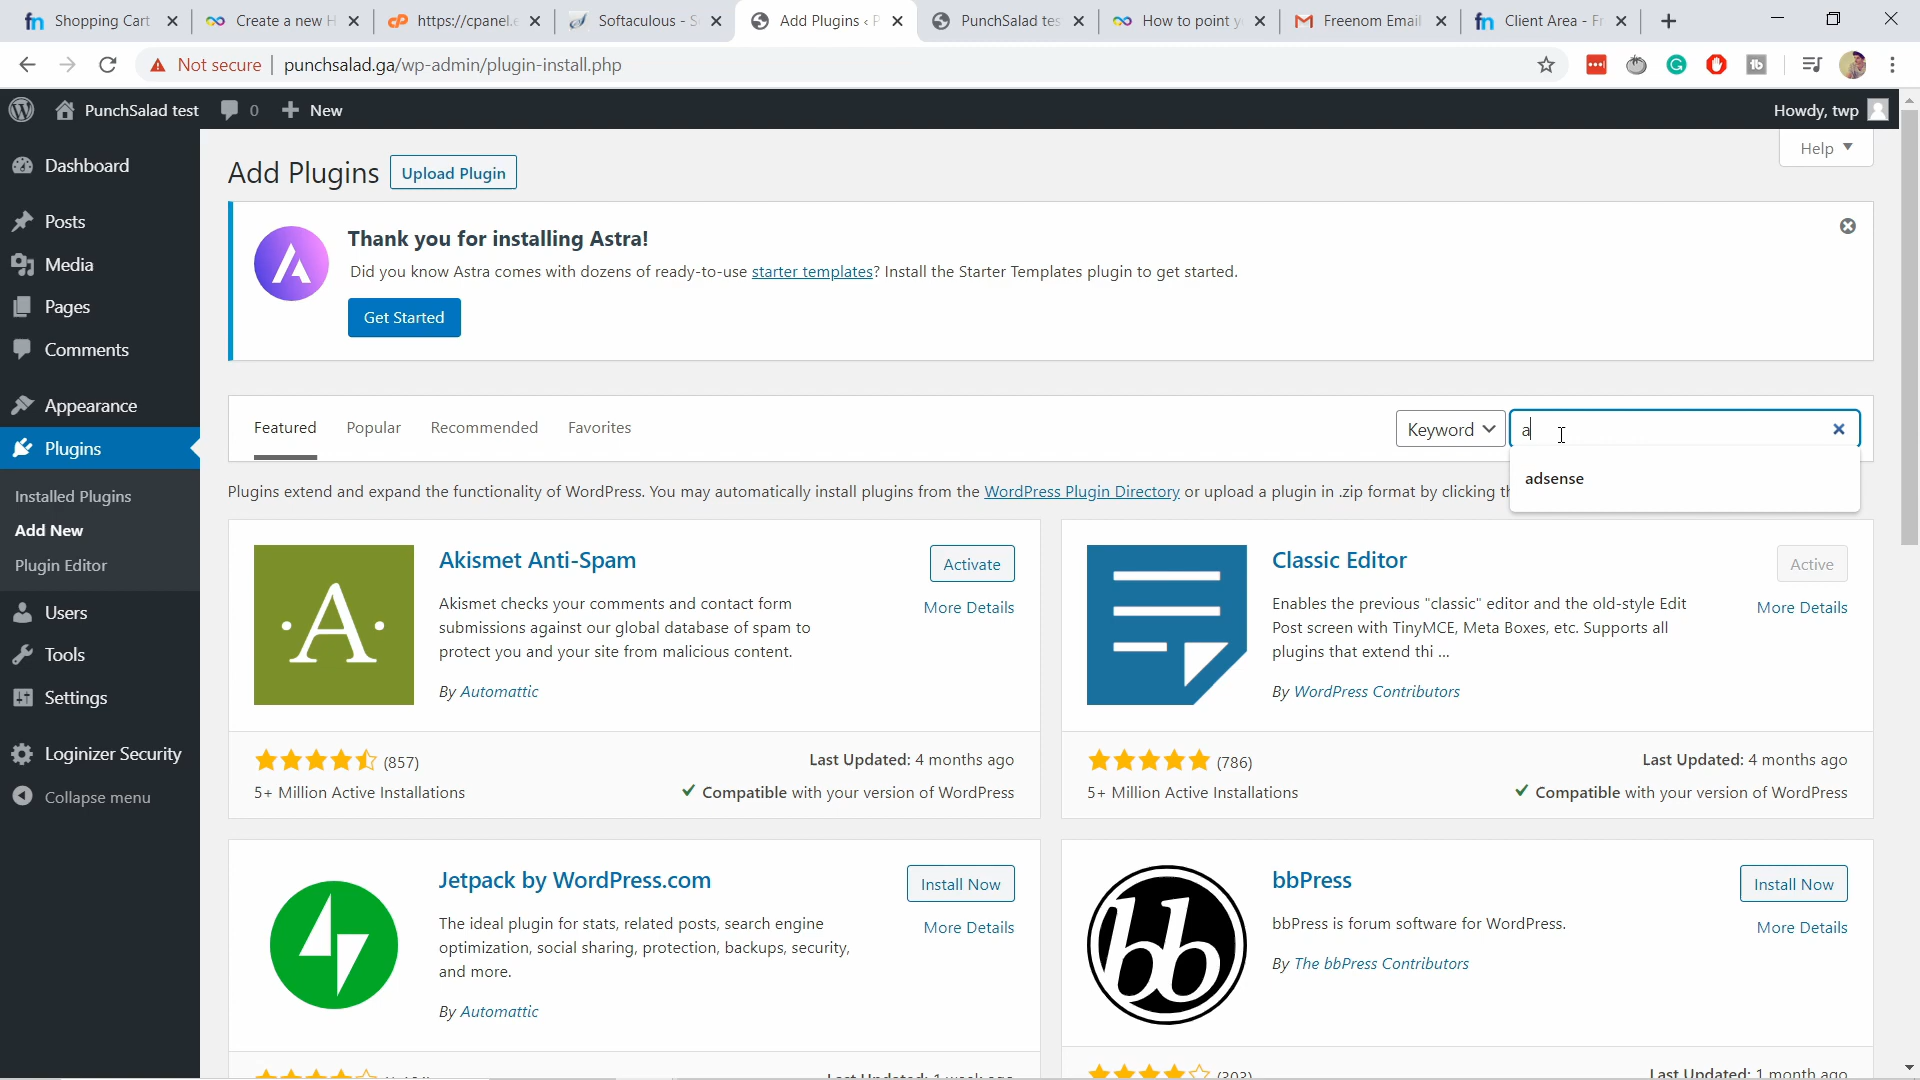 Shopping Cart
Create a new H
https://cpanel.e
Softaculous - S
Add Plugins ‹ P
PunchSalad tes
How to point y
Freenom Email
Client Area - Fr
Not secure
punchsalad.ga/wp-admin/plugin-install.php
PunchSalad test
0
New
Howdy, twp
Dashboard
Posts
Media
Pages
Comments
Appearance
Plugins
Installed Plugins
Add New
Plugin Editor
Users
Tools
Settings
Loginizer Security
Collapse menu
Help
Add Plugins
Upload Plugin
Thank you for installing Astra!
Did you know Astra comes with dozens of ready-to-use starter templates? Install the Starter Templates plugin to get started.
Get Started
Featured
Popular
Recommended
Favorites
Keyword
a
adsense
Plugins extend and expand the functionality of WordPress. You may automatically install plugins from the WordPress Plugin Directory or upload a plugin in .zip format by clicking
Akismet Anti-Spam
Activate
More Details
Akismet checks your comments and contact form
submissions against our global database of spam to
protect you and your site from malicious content.
By Automattic
(857)
5+ Million Active Installations
Last Updated: 4 months ago
Compatible with your version of WordPress
Classic Editor
Active
More Details
Enables the previous "classic" editor and the old-style Edit
Post screen with TinyMCE, Meta Boxes, etc. Supports all
plugins that extend thi ...
By WordPress Contributors
(786)
5+ Million Active Installations
Last Updated: 4 months ago
Compatible with your version of WordPress
Jetpack by WordPress.com
Install Now
More Details
The ideal plugin for stats, related posts, search engine
optimization, social sharing, protection, backups, security,
and more.
By Automattic
Last Updated: 1 week ago
bbPress
Install Now
More Details
bbPress is forum software for WordPress.
By The bbPress Contributors
(303)
Last Updated: 1 month ago